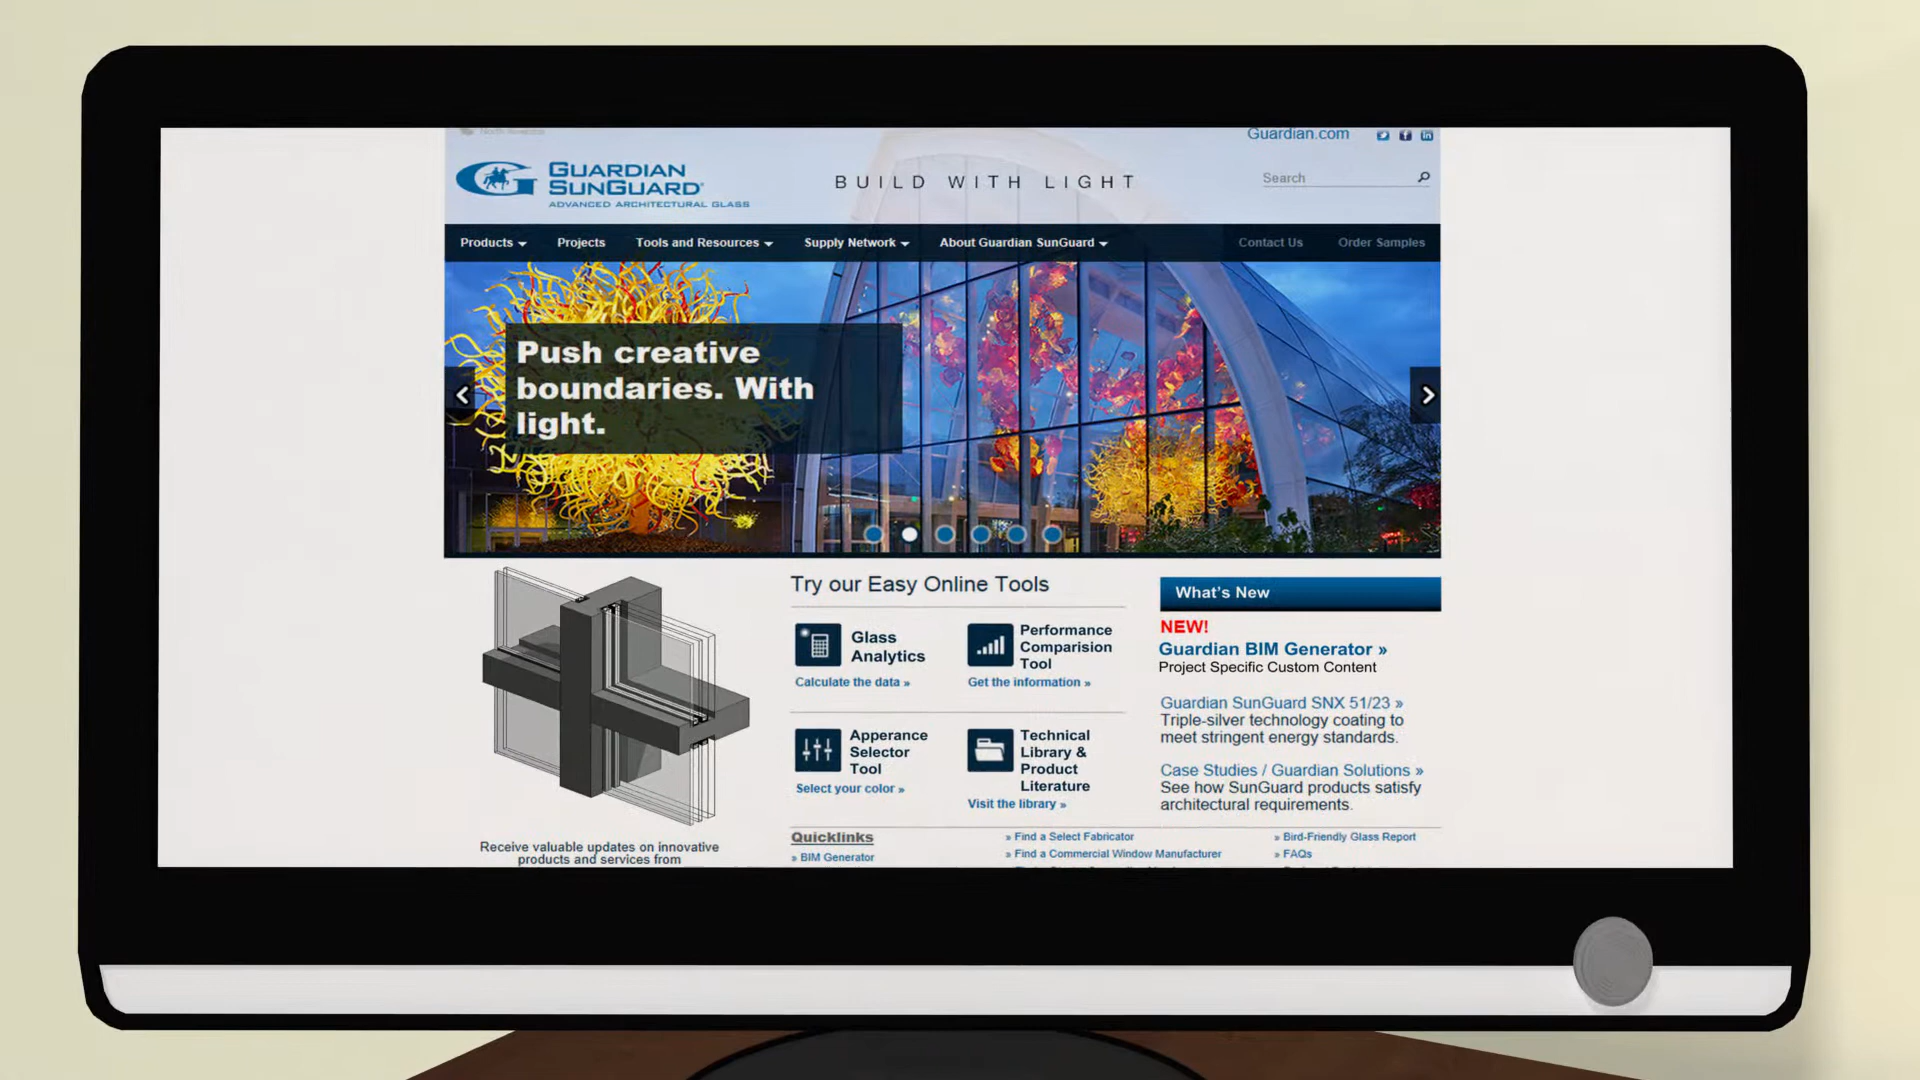 Guardian.com
GUARDIAN
SUNGUARD®
ADVANCED ARCHITECTURAL GLASS
BUILD WITH LIGHT
Search
Products Projects Tools and Resources Supply Network About Guardian SunGuard Contact Us Order Samples
Push creative
boundaries. With
light.
Receive valuable updates on innovative
products and services from
Try our Easy Online Tools
Glass
Analytics
Calculate the data »
Performance
Comparision
Tool
Get the information »
Apperance
Selector
Tool
Select your color »
Technical
Library &
Product
Literature
Visit the library »
What's New
NEW!
Guardian BIM Generator »
Project Specific Custom Content
Guardian SunGuard SNX 51/23 »
Triple-silver technology coating to
meet stringent energy standards.
Case Studies / Guardian Solutions »
See how SunGuard products satisfy
architectural requirements.
Quicklinks
» BIM Generator
» Find a Select Fabricator
» Find a Commercial Window Manufacturer
» Bird-Friendly Glass Report
» FAQs